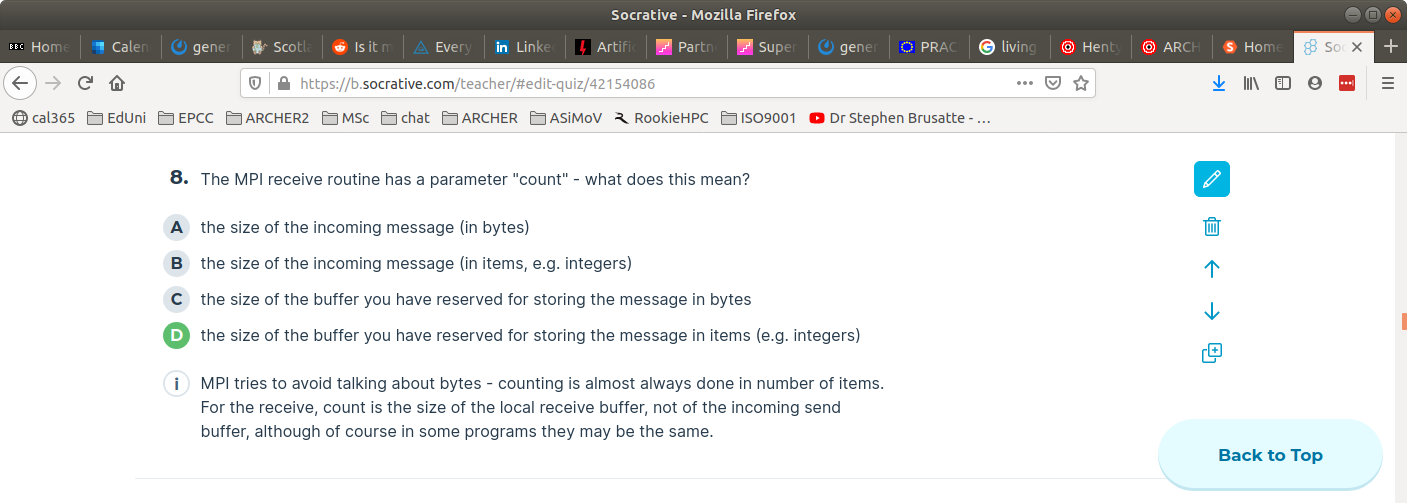 Socrative - Mozilla Firefox
BBC Home Calen gener Scotla Is it m Every in Linke Artific Partn Super gener PRAC G living Henty ARCH S Home Soc
https://b.socrative.com/teacher/#edit-quiz/42154086
cal365 EdUni EPCC ARCHER2 MSc chat ARCHER ASiMoV RookieHPC ISO9001 Dr Stephen Brusatte - …
8. The MPI receive routine has a parameter "count" - what does this mean?
A the size of the incoming message (in bytes)
B the size of the incoming message (in items, e.g. integers)
C the size of the buffer you have reserved for storing the message in bytes
D the size of the buffer you have reserved for storing the message in items (e.g. integers)
i MPI tries to avoid talking about bytes - counting is almost always done in number of items.
For the receive, count is the size of the local receive buffer, not of the incoming send
buffer, although of course in some programs they may be the same.
Back to Top